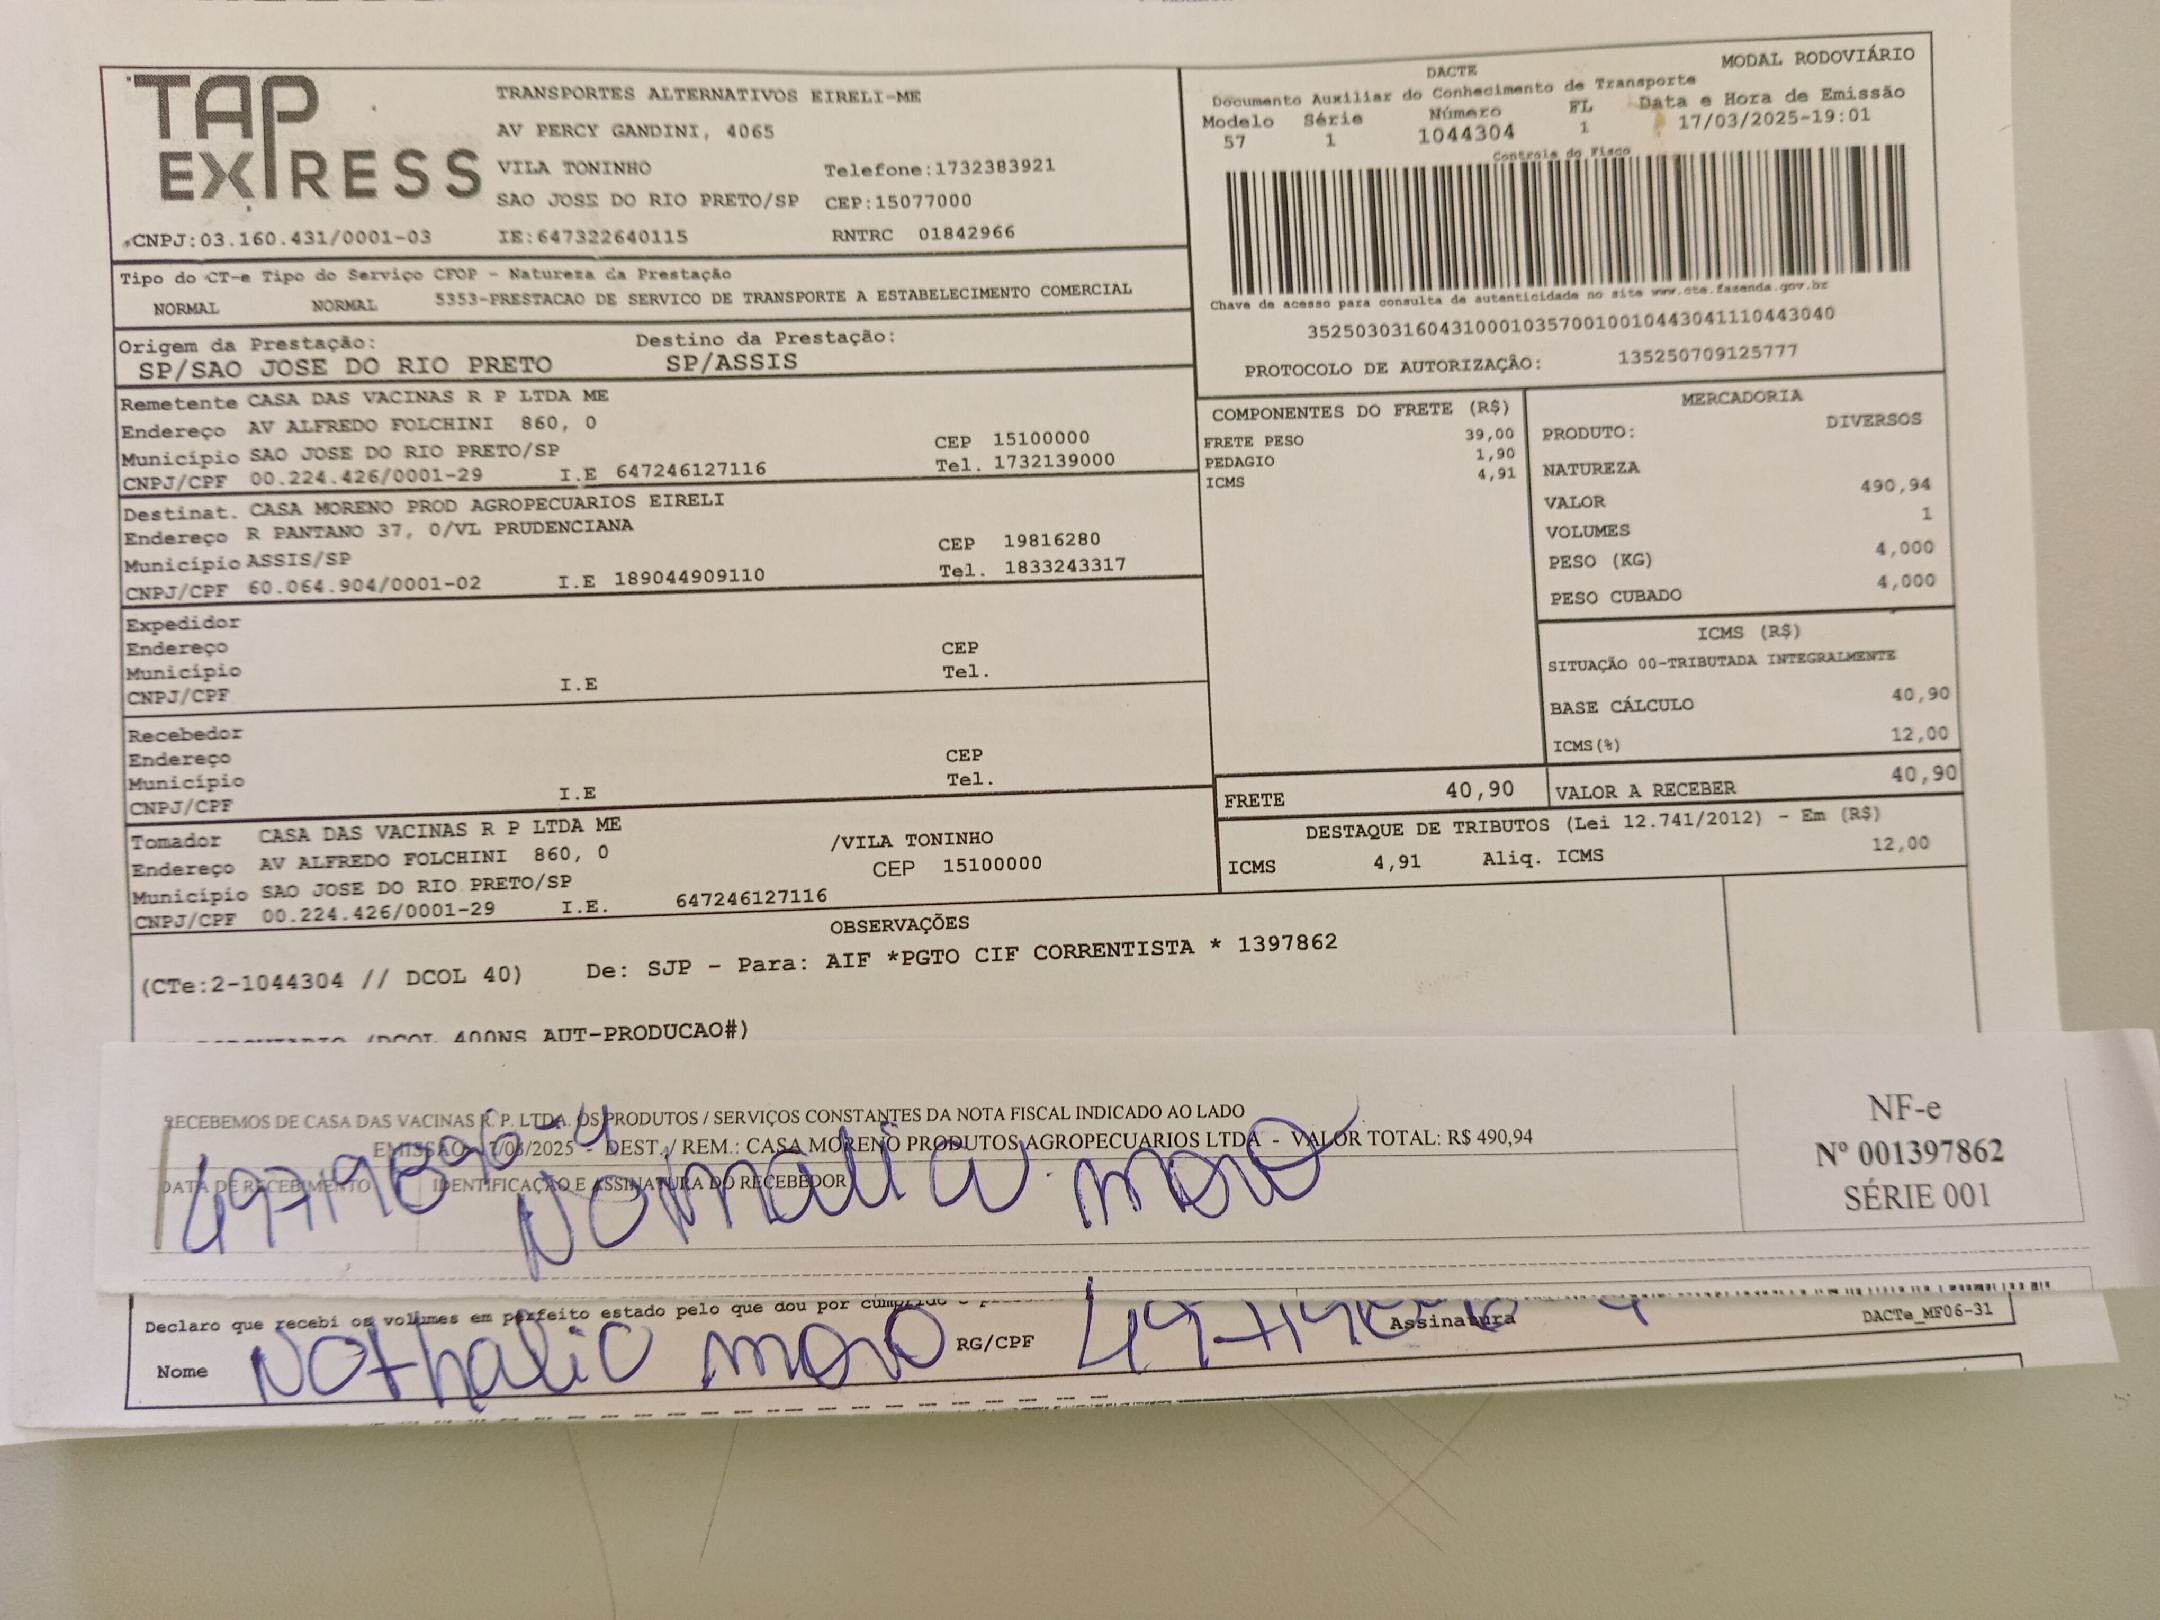 TAP
EXPRESS
TRANSPORTES ALTERNATIVOS EIRELI-ME
AV PERCY GANDINI, 4065
VILA TONINHO Telefone:1732383921
SAO JOSE DO RIO PRETO/SP CEP:15077000
CNPJ:03.160.431/0001-03 IE:647322640115 RNTRC 01842966
DACTE MODAL RODOVIÁRIO
Documento Auxiliar do Conhecimento de Transporte
Modelo Série Número FL Data e Hora de Emissão
57 1 1044304 1 17/03/2025-19:01
Controle do Fisco
Chave de acesso para consulta de autenticidade no site www.cte.fazenda.gov.br
35250303160431000103570010010443041110443040
PROTOCOLO DE AUTORIZAÇÃO: 135250709125777
Tipo do CT-e Tipo do Serviço CFOP - Natureza da Prestação
NORMAL NORMAL 5353-PRESTACAO DE SERVICO DE TRANSPORTE A ESTABELECIMENTO COMERCIAL
Origem da Prestação: Destino da Prestação:
SP/SAO JOSE DO RIO PRETO SP/ASSIS
Remetente CASA DAS VACINAS R P LTDA ME
Endereço AV ALFREDO FOLCHINI 860, 0
Município SAO JOSE DO RIO PRETO/SP CEP 15100000
CNPJ/CPF 00.224.426/0001-29 I.E 647246127116 Tel. 1732139000
Destinat. CASA MORENO PROD AGROPECUARIOS EIRELI
Endereço R PANTANO 37, 0/VL PRUDENCIANA
Município ASSIS/SP CEP 19816280
CNPJ/CPF 60.064.904/0001-02 I.E 189044909110 Tel. 1833243317
Expedidor
Endereço CEP
Município Tel.
CNPJ/CPF I.E
Recebedor
Endereço CEP
Município Tel.
CNPJ/CPF I.E
Tomador CASA DAS VACINAS R P LTDA ME
Endereço AV ALFREDO FOLCHINI 860, 0 /VILA TONINHO
Município SAO JOSE DO RIO PRETO/SP CEP 15100000
CNPJ/CPF 00.224.426/0001-29 I.E. 647246127116
COMPONENTES DO FRETE (R$)
FRETE PESO 39,00
PEDAGIO 1,90
ICMS 4,91
MERCADORIA
PRODUTO: DIVERSOS
NATUREZA
VALOR 490,94
VOLUMES 1
PESO (KG) 4,000
PESO CUBADO 4,000
ICMS (R$)
SITUAÇÃO 00-TRIBUTADA INTEGRALMENTE
BASE CÁLCULO 40,90
ICMS(%) 12,00
FRETE 40,90 VALOR A RECEBER 40,90
DESTAQUE DE TRIBUTOS (Lei 12.741/2012) - Em (R$)
ICMS 4,91 Aliq. ICMS 12,00
OBSERVAÇÕES
(CTe:2-1044304 // DCOL 40) De: SJP - Para: AIF *PGTO CIF CORRENTISTA * 1397862
(DCOL 400NS AUT-PRODUCAO#)
RECEBEMOS DE CASA DAS VACINAS R. P. LTDA. OS PRODUTOS / SERVIÇOS CONSTANTES DA NOTA FISCAL INDICADO AO LADO
EMISSÃO /2025 - DEST. / REM.: CASA MORENO PRODUTOS AGROPECUARIOS LTDA - VALOR TOTAL: R$ 490,94
DATA DE RECEBIMENTO IDENTIFICAÇÃO E ASSINATURA DO RECEBEDOR
NF-e
Nº 001397862
SÉRIE 001
Declaro que recebi os volumes em perfeito estado pelo que dou por cumprido
Nome Nathalia RG/CPF Assinatura DACTe_MF06-31